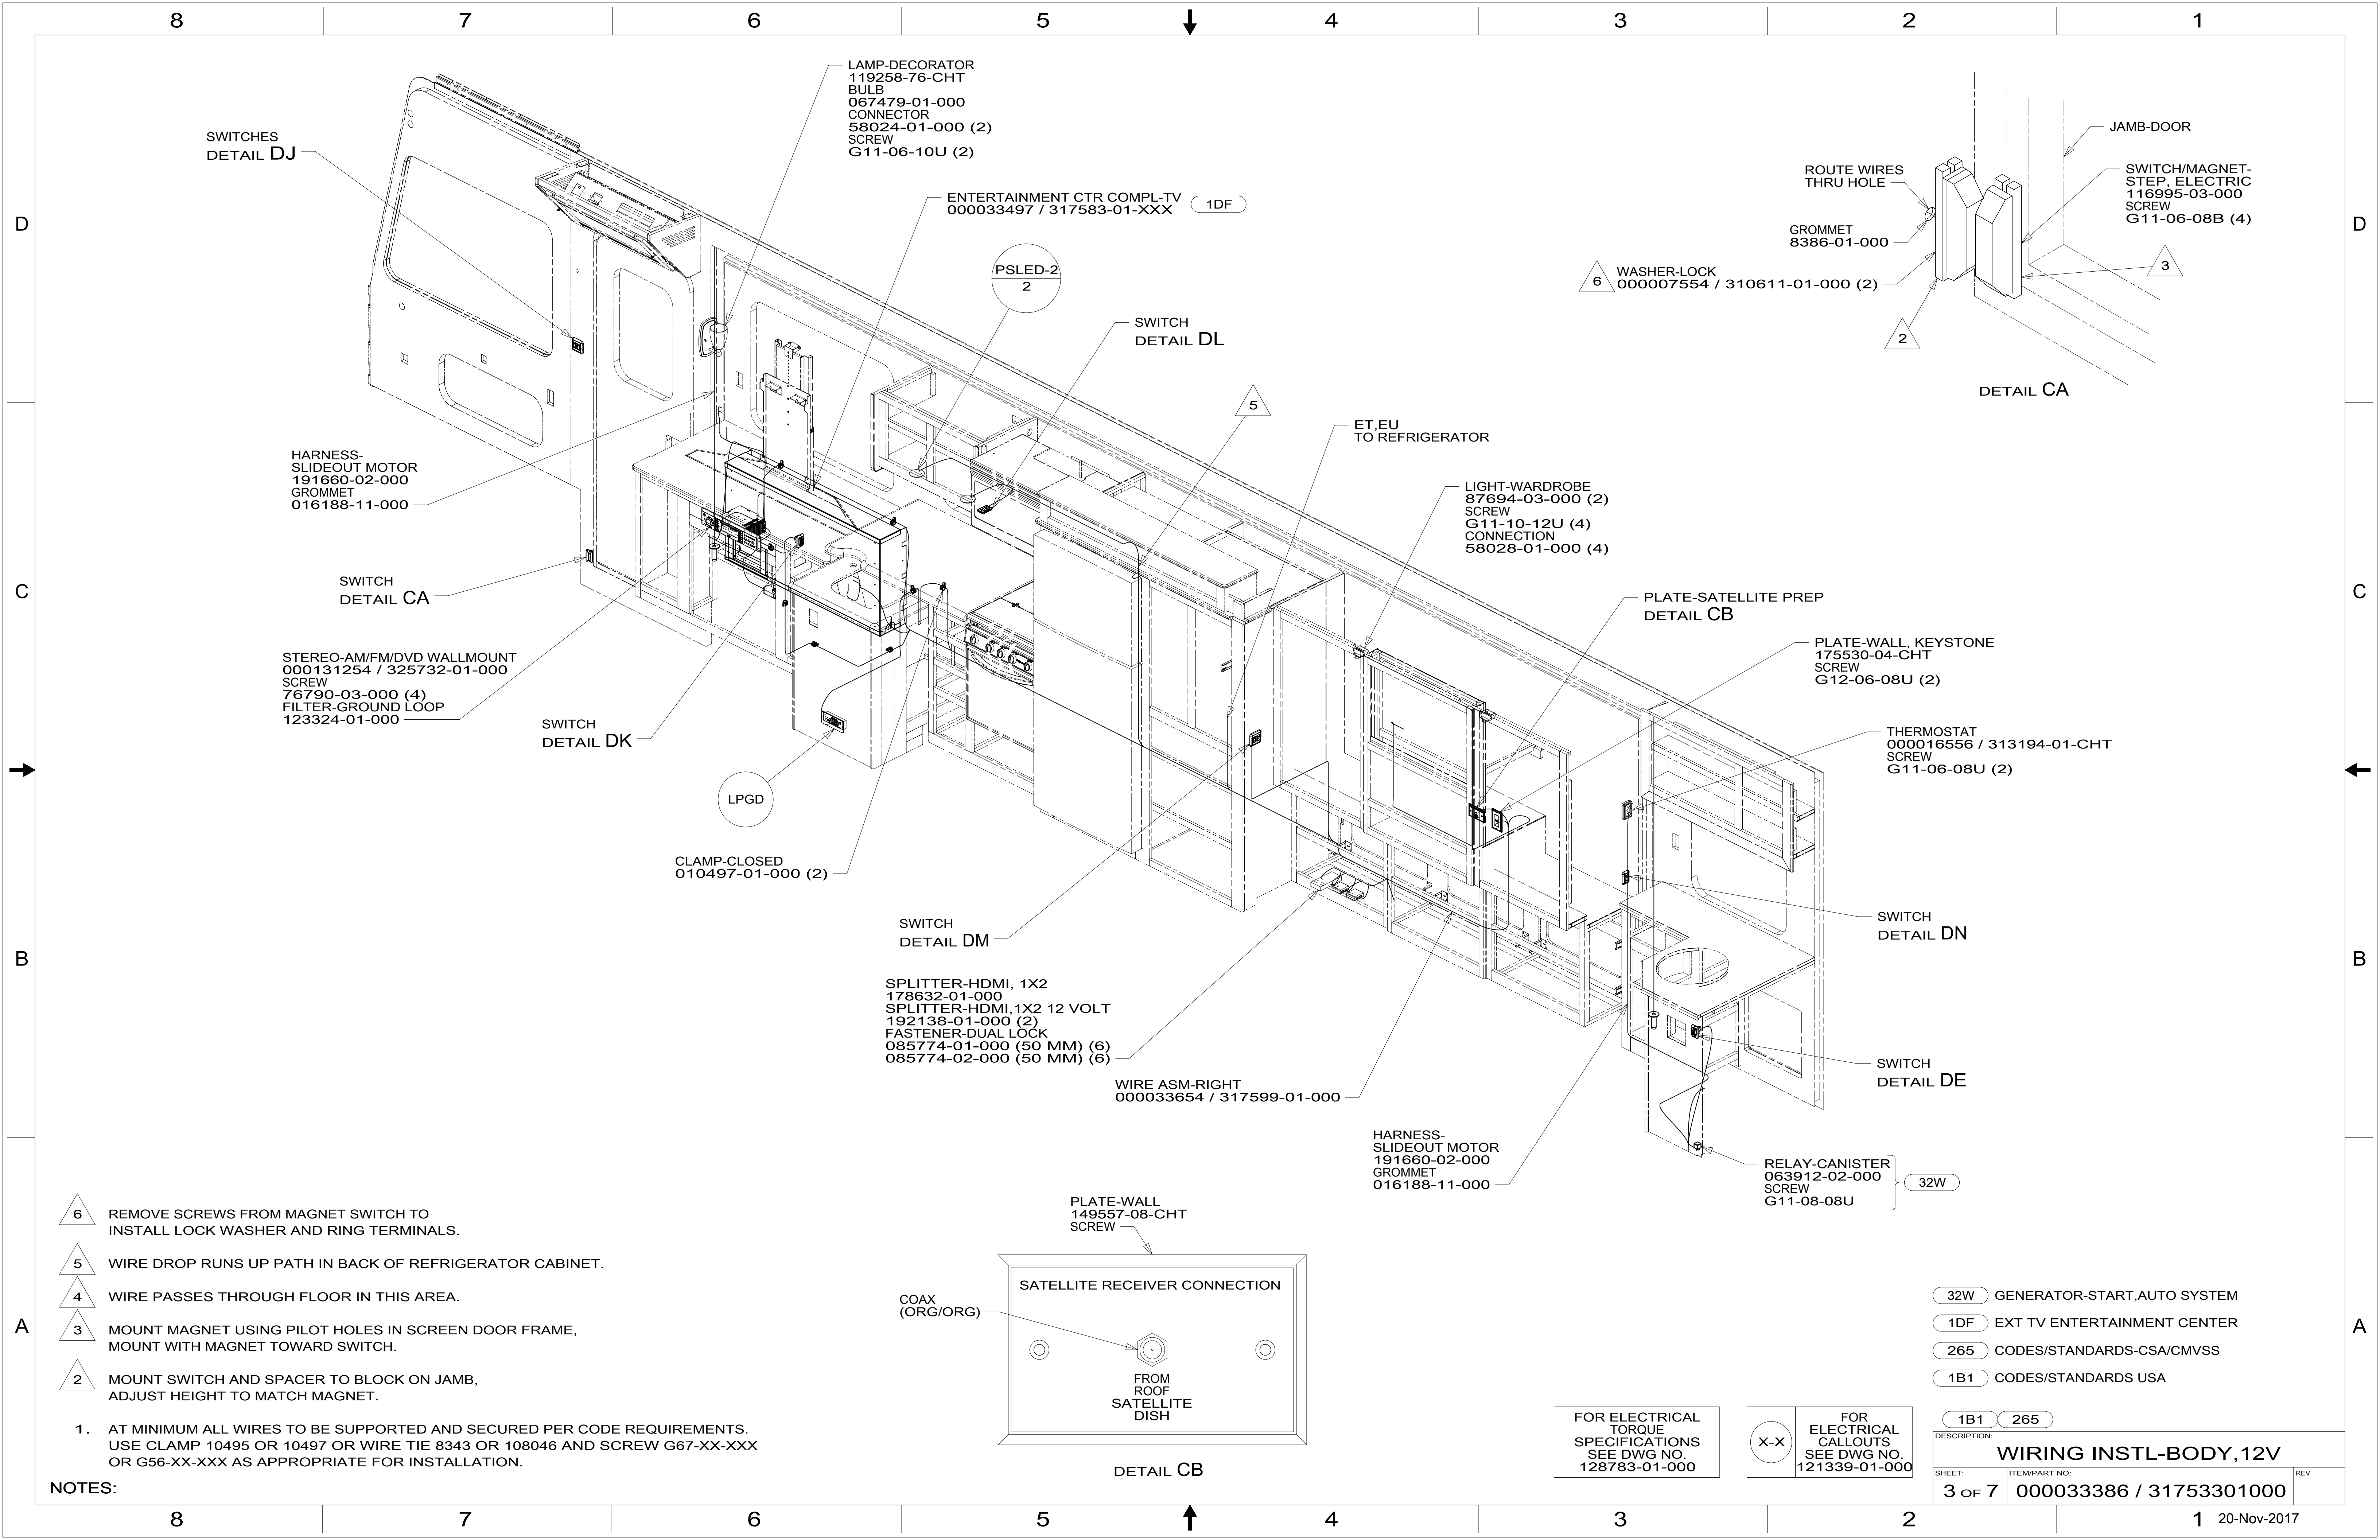 8 7 6 5 4 3 2 1
D
C
B
A
D
C
B
A
SWITCHES
DETAIL DJ
LAMP-DECORATOR
119258-76-CHT
BULB
067479-01-000
CONNECTOR
58024-01-000 (2)
SCREW
G11-06-10U (2)
ENTERTAINMENT CTR COMPL-TV
000033497 / 317583-01-XXX
1DF
PSLED-2
2
SWITCH
DETAIL DL
5
ET,EU
TO REFRIGERATOR
JAMB-DOOR
ROUTE WIRES
THRU HOLE
SWITCH/MAGNET-
STEP, ELECTRIC
116995-03-000
SCREW
G11-06-08B (4)
GROMMET
8386-01-000
6
WASHER-LOCK
000007554 / 310611-01-000 (2)
3
2
DETAIL CA
HARNESS-
SLIDEOUT MOTOR
191660-02-000
GROMMET
016188-11-000
SWITCH
DETAIL CA
STEREO-AM/FM/DVD WALLMOUNT
000131254 / 325732-01-000
SCREW
76790-03-000 (4)
FILTER-GROUND LOOP
123324-01-000
SWITCH
DETAIL DK
LPGD
CLAMP-CLOSED
010497-01-000 (2)
LIGHT-WARDROBE
87694-03-000 (2)
SCREW
G11-10-12U (4)
CONNECTION
58028-01-000 (4)
PLATE-SATELLITE PREP
DETAIL CB
PLATE-WALL, KEYSTONE
175530-04-CHT
SCREW
G12-06-08U (2)
THERMOSTAT
000016556 / 313194-01-CHT
SCREW
G11-06-08U (2)
SWITCH
DETAIL DM
SWITCH
DETAIL DN
SPLITTER-HDMI, 1X2
178632-01-000
SPLITTER-HDMI,1X2 12 VOLT
192138-01-000 (2)
FASTENER-DUAL LOCK
085774-01-000 (50 MM) (6)
085774-02-000 (50 MM) (6)
WIRE ASM-RIGHT
000033654 / 317599-01-000
SWITCH
DETAIL DE
HARNESS-
SLIDEOUT MOTOR
191660-02-000
GROMMET
016188-11-000
RELAY-CANISTER
063912-02-000
SCREW
G11-08-08U
32W
6 REMOVE SCREWS FROM MAGNET SWITCH TO
INSTALL LOCK WASHER AND RING TERMINALS.
5 WIRE DROP RUNS UP PATH IN BACK OF REFRIGERATOR CABINET.
4 WIRE PASSES THROUGH FLOOR IN THIS AREA.
3 MOUNT MAGNET USING PILOT HOLES IN SCREEN DOOR FRAME,
MOUNT WITH MAGNET TOWARD SWITCH.
2 MOUNT SWITCH AND SPACER TO BLOCK ON JAMB,
ADJUST HEIGHT TO MATCH MAGNET.
1. AT MINIMUM ALL WIRES TO BE SUPPORTED AND SECURED PER CODE REQUIREMENTS.
USE CLAMP 10495 OR 10497 OR WIRE TIE 8343 OR 108046 AND SCREW G67-XX-XXX
OR G56-XX-XXX AS APPROPRIATE FOR INSTALLATION.
NOTES:
PLATE-WALL
149557-08-CHT
SCREW
SATELLITE RECEIVER CONNECTION
COAX
(ORG/ORG)
FROM
ROOF
SATELLITE
DISH
DETAIL CB
32W GENERATOR-START,AUTO SYSTEM
1DF EXT TV ENTERTAINMENT CENTER
265 CODES/STANDARDS-CSA/CMVSS
1B1 CODES/STANDARDS USA
1B1 265
FOR ELECTRICAL
TORQUE
SPECIFICATIONS
SEE DWG NO.
128783-01-000
X-X
FOR
ELECTRICAL
CALLOUTS
SEE DWG NO.
121339-01-000
DESCRIPTION:
WIRING INSTL-BODY,12V
SHEET:
3 OF 7
ITEM/PART NO:
000033386 / 31753301000
REV
8 7 6 5 4 3 2 1
20-Nov-2017